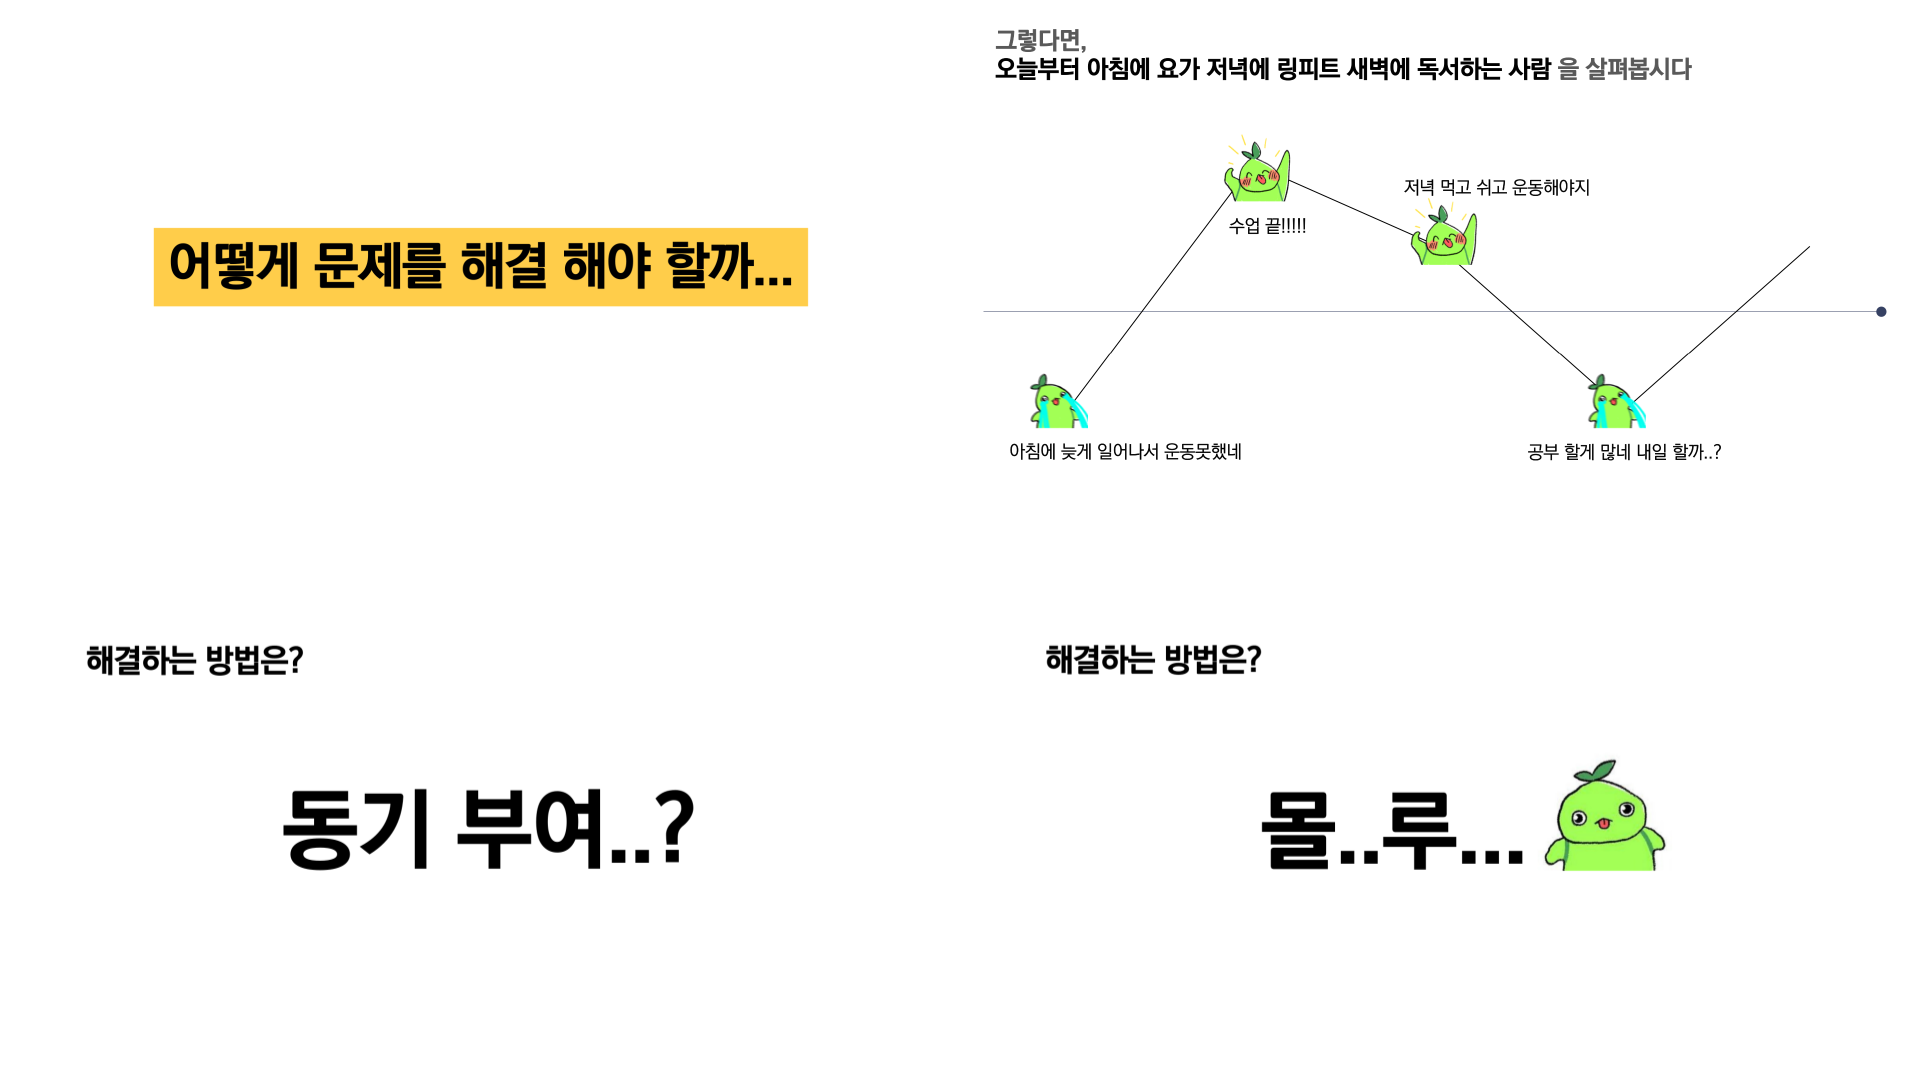 어떻게 문제를 해결 해야 할까...
그렇다면,
오늘부터 아침에 요가 저녁에 링피트 새벽에 독서하는 사람 을 살펴봅시다
저녁 먹고 쉬고 운동해야지
수업 끝!!!!!
아침에 늦게 일어나서 운동못했네
공부 할게 많네 내일 할까..?
해결하는 방법은?
동기 부여..?
해결하는 방법은?
몰..루...